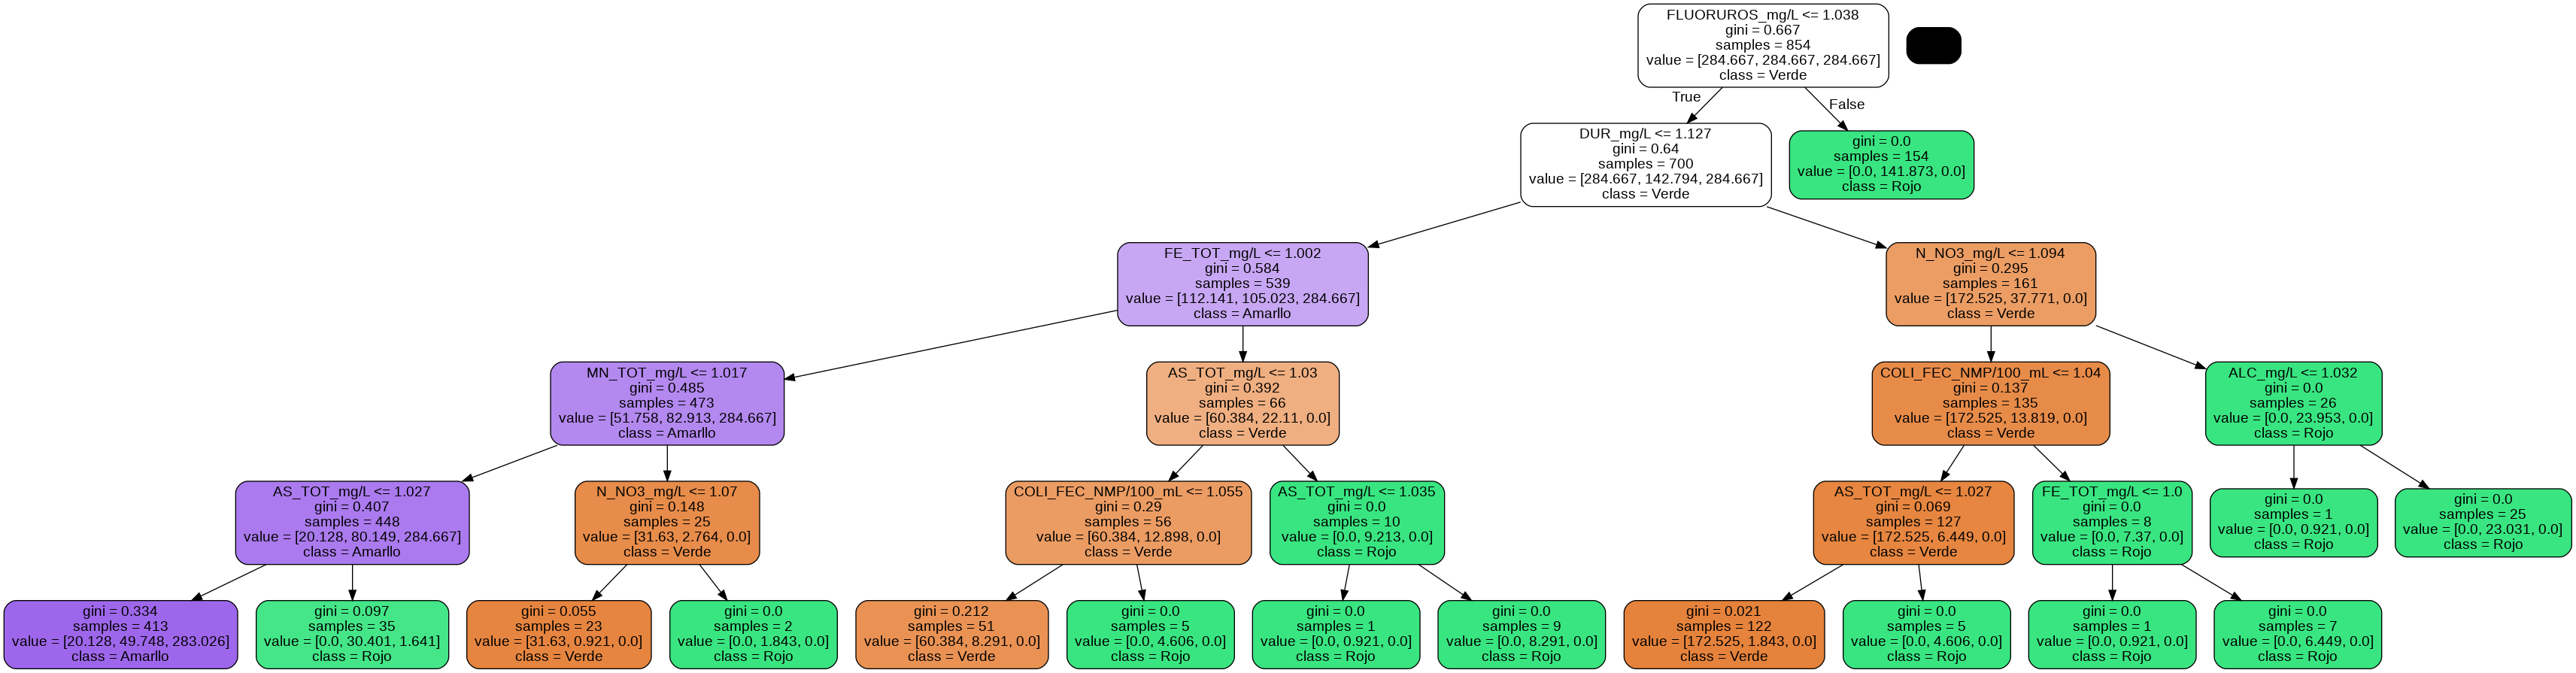 FLUORUROS_mg/L <= 1.038
gini = 0.667
samples = 854
value = [284.667, 284.667, 284.667]
class = Verde
True
False
DUR_mg/L <= 1.127
gini = 0.64
samples = 700
value = [284.667, 142.794, 284.667]
class = Verde
gini = 0.0
samples = 154
value = [0.0, 141.873, 0.0]
class = Rojo
FE_TOT_mg/L <= 1.002
gini = 0.584
samples = 539
value = [112.141, 105.023, 284.667]
class = Amarllo
N_NO3_mg/L <= 1.094
gini = 0.295
samples = 161
value = [172.525, 37.771, 0.0]
class = Verde
MN_TOT_mg/L <= 1.017
gini = 0.485
samples = 473
value = [51.758, 82.913, 284.667]
class = Amarllo
AS_TOT_mg/L <= 1.03
gini = 0.392
samples = 66
value = [60.384, 22.11, 0.0]
class = Verde
COLI_FEC_NMP/100_mL <= 1.04
gini = 0.137
samples = 135
value = [172.525, 13.819, 0.0]
class = Verde
ALC_mg/L <= 1.032
gini = 0.0
samples = 26
value = [0.0, 23.953, 0.0]
class = Rojo
AS_TOT_mg/L <= 1.027
gini = 0.407
samples = 448
value = [20.128, 80.149, 284.667]
class = Amarllo
N_NO3_mg/L <= 1.07
gini = 0.148
samples = 25
value = [31.63, 2.764, 0.0]
class = Verde
COLI_FEC_NMP/100_mL <= 1.055
gini = 0.29
samples = 56
value = [60.384, 12.898, 0.0]
class = Verde
AS_TOT_mg/L <= 1.035
gini = 0.0
samples = 10
value = [0.0, 9.213, 0.0]
class = Rojo
AS_TOT_mg/L <= 1.027
gini = 0.069
samples = 127
value = [172.525, 6.449, 0.0]
class = Verde
FE_TOT_mg/L <= 1.0
gini = 0.0
samples = 8
value = [0.0, 7.37, 0.0]
class = Rojo
gini = 0.0
samples = 1
value = [0.0, 0.921, 0.0]
class = Rojo
gini = 0.0
samples = 25
value = [0.0, 23.031, 0.0]
class = Rojo
gini = 0.334
samples = 413
value = [20.128, 49.748, 283.026]
class = Amarllo
gini = 0.097
samples = 35
value = [0.0, 30.401, 1.641]
class = Rojo
gini = 0.055
samples = 23
value = [31.63, 0.921, 0.0]
class = Verde
gini = 0.0
samples = 2
value = [0.0, 1.843, 0.0]
class = Rojo
gini = 0.212
samples = 51
value = [60.384, 8.291, 0.0]
class = Verde
gini = 0.0
samples = 5
value = [0.0, 4.606, 0.0]
class = Rojo
gini = 0.0
samples = 1
value = [0.0, 0.921, 0.0]
class = Rojo
gini = 0.0
samples = 9
value = [0.0, 8.291, 0.0]
class = Rojo
gini = 0.021
samples = 122
value = [172.525, 1.843, 0.0]
class = Verde
gini = 0.0
samples = 5
value = [0.0, 4.606, 0.0]
class = Rojo
gini = 0.0
samples = 1
value = [0.0, 0.921, 0.0]
class = Rojo
gini = 0.0
samples = 7
value = [0.0, 6.449, 0.0]
class = Rojo